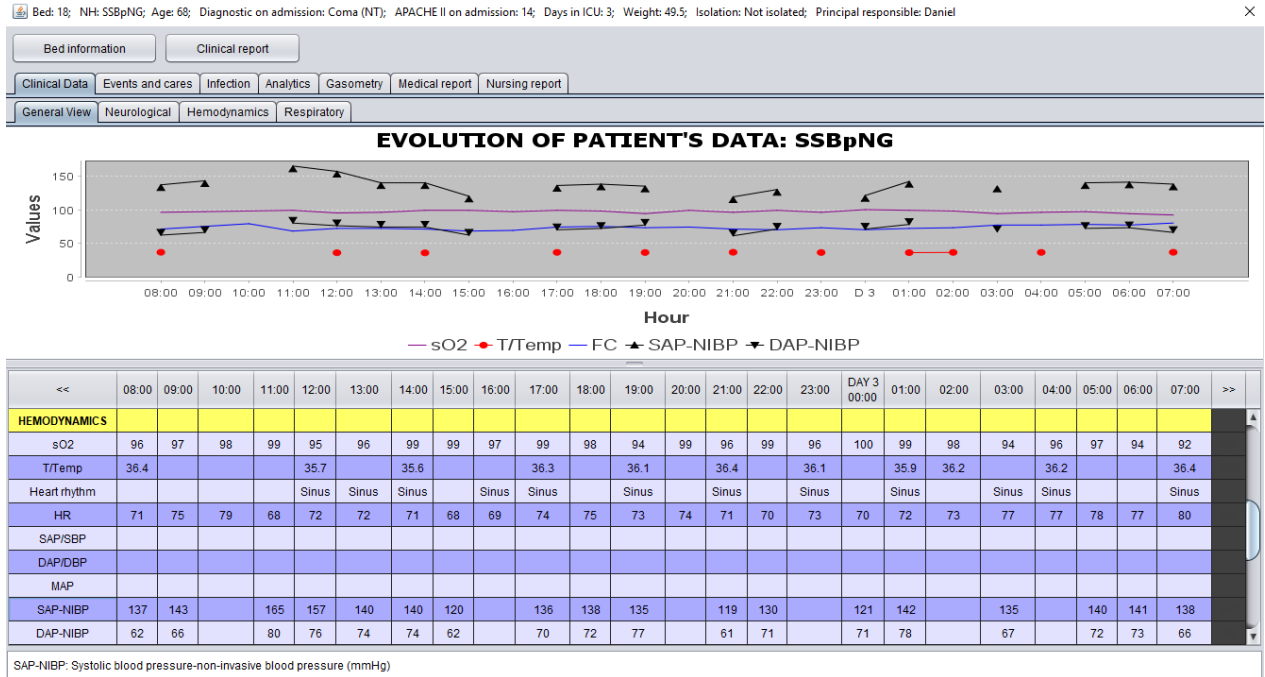 Bed: 18; NH: SSBpNG; Age: 68; Diagnostic on admission: Coma (NT); APACHE II on admission: 14; Days in ICU: 3; Weight: 49.5; Isolation: Not isolated; Principal responsible: Daniel
Bed information Clinical report
Clinical Data Events and cares Infection Analytics Gasometry Medical report Nursing report
General View Neurological Hemodynamics Respiratory
EVOLUTION OF PATIENT'S DATA: SSBpNG
Values
150
100
50
0
08:00 09:00 10:00 11:00 12:00 13:00 14:00 15:00 16:00 17:00 18:00 19:00 20:00 21:00 22:00 23:00 D 3 01:00 02:00 03:00 04:00 05:00 06:00 07:00
Hour
sO2 T/Temp FC SAP-NIBP DAP-NIBP
<< 08:00 09:00 10:00 11:00 12:00 13:00 14:00 15:00 16:00 17:00 18:00 19:00 20:00 21:00 22:00 23:00 DAY 3 00:00 01:00 02:00 03:00 04:00 05:00 06:00 07:00 >>
HEMODYNAMICS
sO2 96 97 98 99 95 96 99 99 97 99 98 94 99 96 99 96 100 99 98 94 96 97 94 92
T/Temp 36.4 35.7 35.6 36.3 36.1 36.4 36.1 35.9 36.2 36.2 36.4
Heart rhythm Sinus Sinus Sinus Sinus Sinus Sinus Sinus Sinus Sinus Sinus Sinus Sinus
HR 71 75 79 68 72 72 71 68 69 74 75 73 74 71 70 73 70 72 73 77 77 78 77 80
SAP/SBP
DAP/DBP
MAP
SAP-NIBP 137 143 165 157 140 140 120 136 138 135 119 130 121 142 135 140 141 138
DAP-NIBP 62 66 80 76 74 74 62 70 72 77 61 71 71 78 67 72 73 66
SAP-NIBP: Systolic blood pressure-non-invasive blood pressure (mmHg)